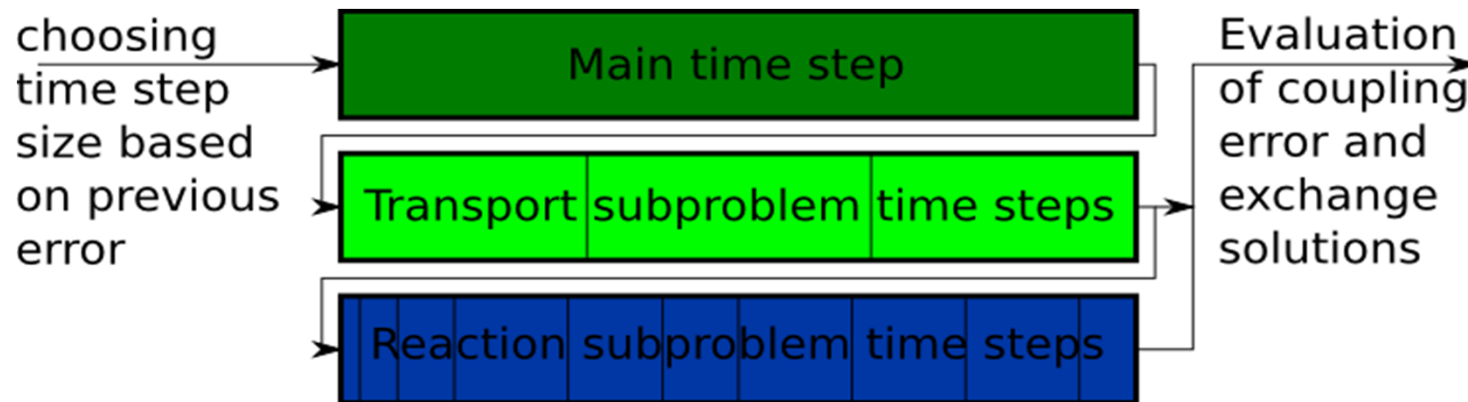 choosing
time step
size based
on previous
error
Main time step
Transport subproblem time steps
Reaction subproblem time steps
Evaluation
of coupling
error and
exchange
solutions